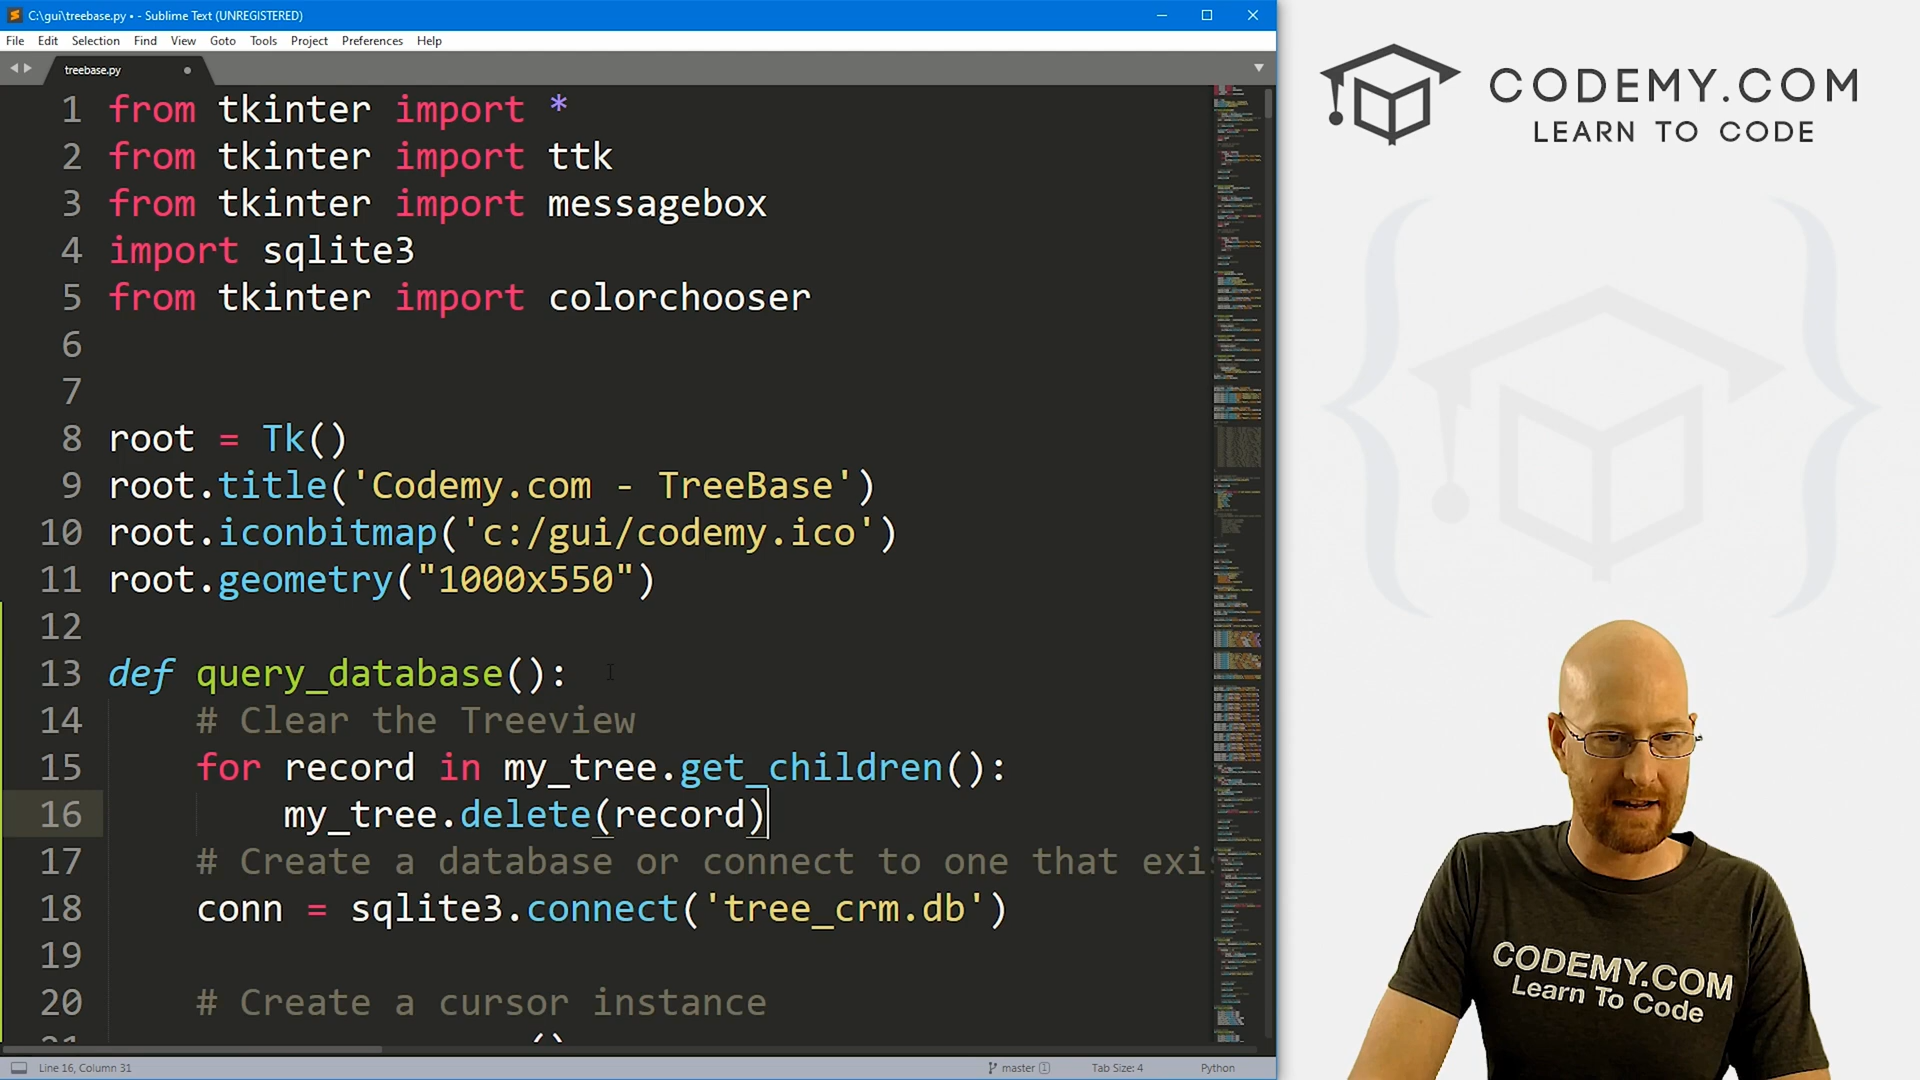 C:\gui\treebase.py • - Sublime Text (UNREGISTERED)
File Edit Selection Find View Goto Tools Project Preferences Help
treebase.py
1 from tkinter import *
2 from tkinter import ttk
3 from tkinter import messagebox
4 import sqlite3
5 from tkinter import colorchooser
6
7
8 root = Tk()
9 root.title('Codemy.com - TreeBase')
10 root.iconbitmap('c:/gui/codemy.ico')
11 root.geometry("1000x550")
12
13 def query_database():
14 # Clear the Treeview
15 for record in my_tree.get_children():
16 my_tree.delete(record)
17 # Create a database or connect to one that exi
18 conn = sqlite3.connect('tree_crm.db')
19
20 # Create a cursor instance
Line 16, Column 31
master 1
Tab Size: 4
Python
CODEMY.COM
LEARN TO CODE
CODEMY.COM
Learn To Code